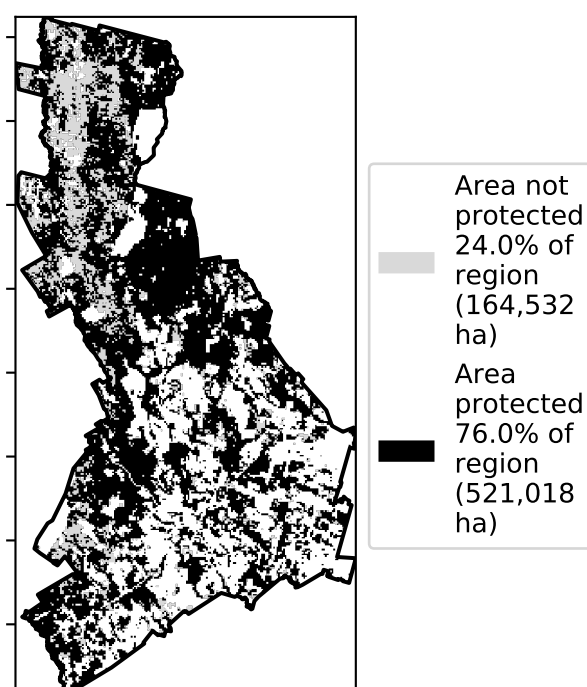 Area not
protected
24.0% of
region
(164,532
ha)
Area
protected
76.0% of
region
(521,018
ha)